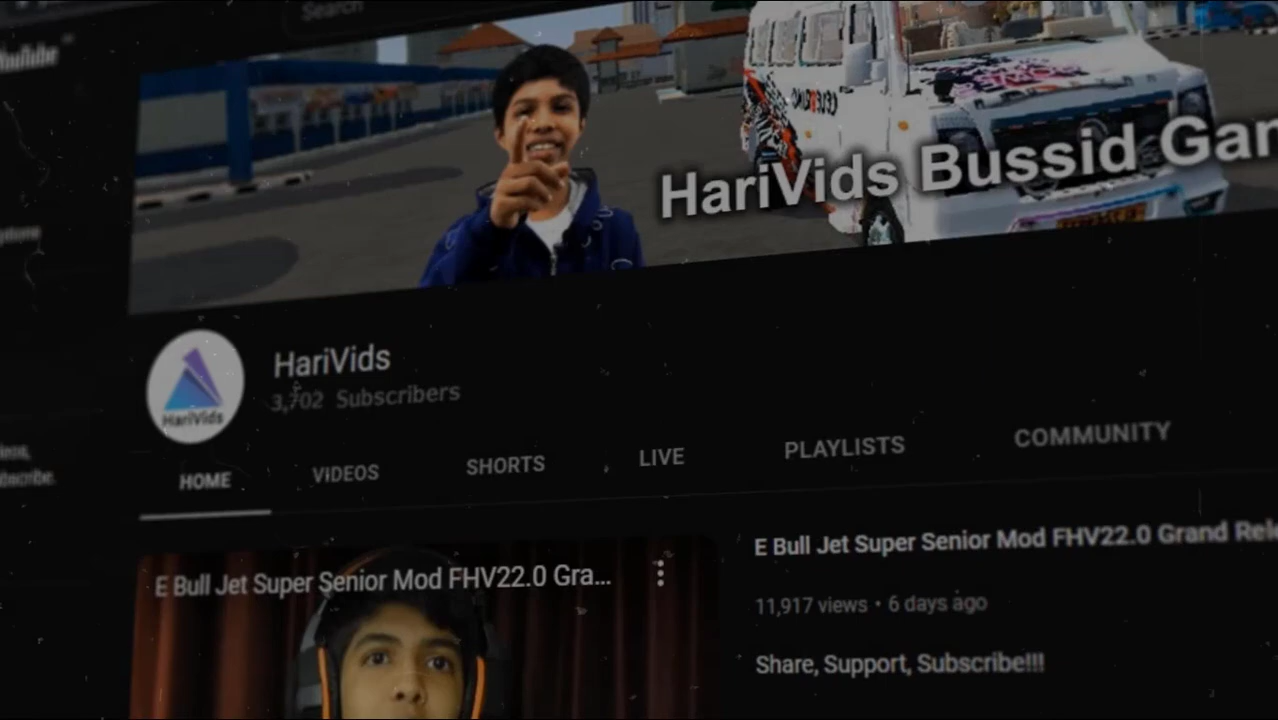 Search
YouTube
HariVids Bussid Gam
HariVids
HariVids
3,702 Subscribers
HOME
VIDEOS
SHORTS
LIVE
PLAYLISTS
COMMUNITY
E Bull Jet Super Senior Mod FHV22.0 Gra...
E Bull Jet Super Senior Mod FHV22.0 Grand Rele
11,917 views • 6 days ago
Share, Support, Subscribe!!!